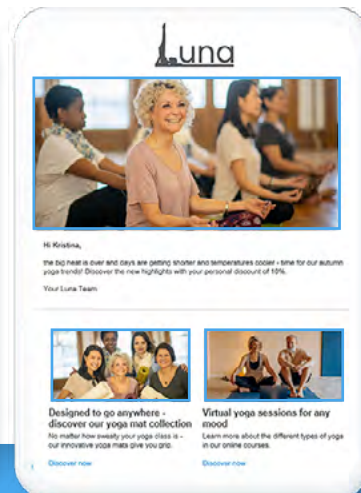 Luna
Hi Kristina,
the big heat is over and days are getting shorter and temperatures cooler - time for our autumn
yoga trends! Discover the new highlights with your personal discount of 10%.
Your Luna Team
Designed to go anywhere -
discover our yoga mat collection
No matter how sweaty your yoga class is -
our innovative yoga mats give you grip.
Discover now
Virtual yoga sessions for any
mood
Learn more about the different types of yoga
in our online courses.
Discover now